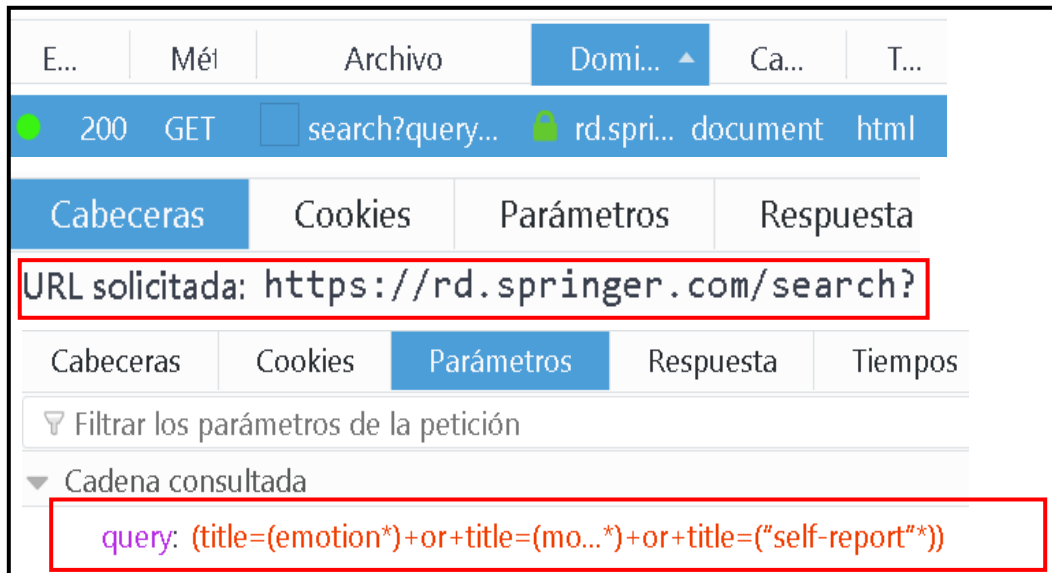 E... Mét Archivo Domi... Ca... T...
200 GET search?query... rd.spri... document html
Cabeceras Cookies Parámetros Respuesta
URL solicitada: https://rd.springer.com/search?
Cabeceras Cookies Parámetros Respuesta Tiempos
Filtrar los parámetros de la petición
Cadena consultada
query: (title=(emotion*)+or+title=(mo...*)+or+title=("self-report"*))